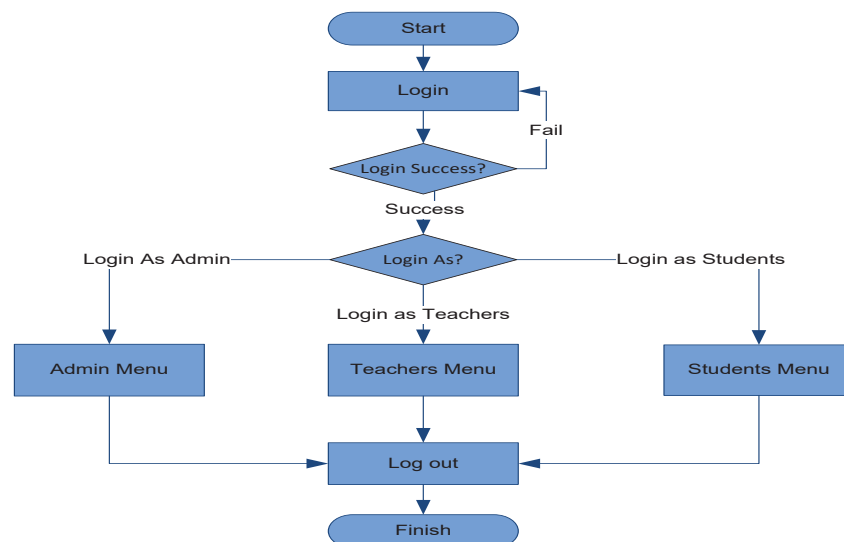 Start
Login
Fail
Login Success?
Success
Login As Admin
Login As?
Login as Students
Login as Teachers
Admin Menu
Teachers Menu
Students Menu
Log out
Finish